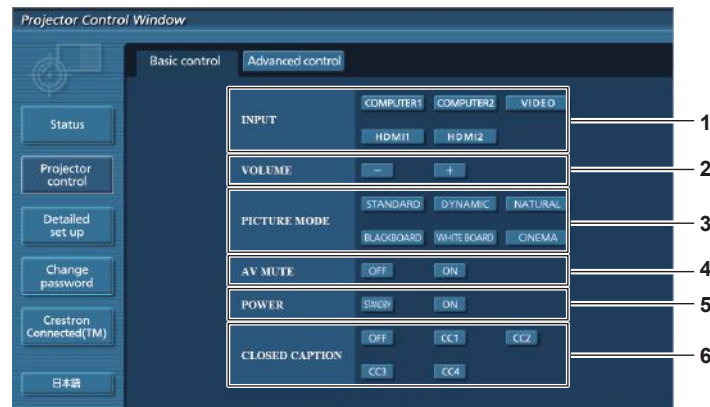 Projector Control Window
Basic control Advanced control
Status
Projector
control
Detailed
set up
Change
password
Crestron
Connected(TM)
日本語
INPUT
COMPUTER1 COMPUTER2 VIDEO
HDMI1 HDMI2
1
VOLUME - +
2
PICTURE MODE
STANDARD DYNAMIC NATURAL
BLACKBOARD WHITE BOARD CINEMA
3
AV MUTE OFF ON
4
POWER STANDBY ON
5
CLOSED CAPTION
OFF CC1 CC2
CC3 CC4
6